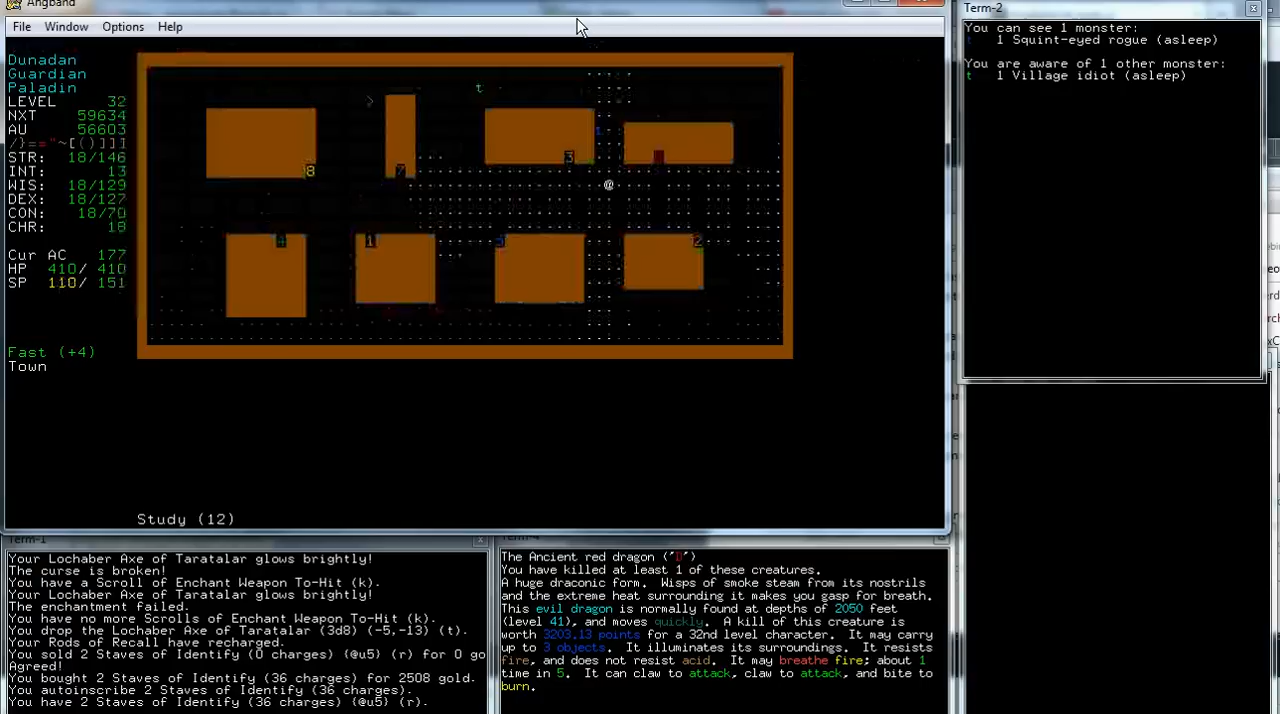 Angband
File Window Options Help
Dunadan
Guardian
Paladin
LEVEL 32
NXT 59634
AU 56603
/}=="~[()]]]
STR: 18/146
INT: 13
WIS: 18/129
DEX: 18/127
CON: 18/70
CHR: 18
Cur AC 177
HP 410/ 410
SP 110/ 151
Fast (+4)
Town
>
t
8
7
3
@
4
1
2
Study (12)
Term-2
You can see 1 monster:
t 1 Squint-eyed rogue (asleep)
You are aware of 1 other monster:
t 1 Village idiot (asleep)
Term-1
Your Lochaber Axe of Taratalar glows brightly!
The curse is broken!
You have a Scroll of Enchant Weapon To-Hit (k).
Your Lochaber Axe of Taratalar glows brightly!
The enchantment failed.
You have no more Scrolls of Enchant Weapon To-Hit (k).
You drop the Lochaber Axe of Taratalar (3d8) (-5,-13) (t).
Your Rods of Recall have recharged.
You sold 2 Staves of Identify (0 charges) {@u5} (r) for 0 go
Agreed!
You bought 2 Staves of Identify (36 charges) for 2508 gold.
You autoinscribe 2 Staves of Identify (36 charges).
You have 2 Staves of Identify (36 charges) {@u5} (r).
Term-4
The Ancient red dragon ('D')
You have killed at least 1 of these creatures.
A huge draconic form. Wisps of smoke steam from its nostrils
and the extreme heat surrounding it makes you gasp for breath.
This evil dragon is normally found at depths of 2050 feet
(level 41), and moves quickly. A kill of this creature is
worth 3203.13 points for a 32nd level character. It may carry
up to 3 objects. It illuminates its surroundings. It resists
fire, and does not resist acid. It may breathe fire; about 1
time in 5. It can claw to attack, claw to attack, and bite to
burn.